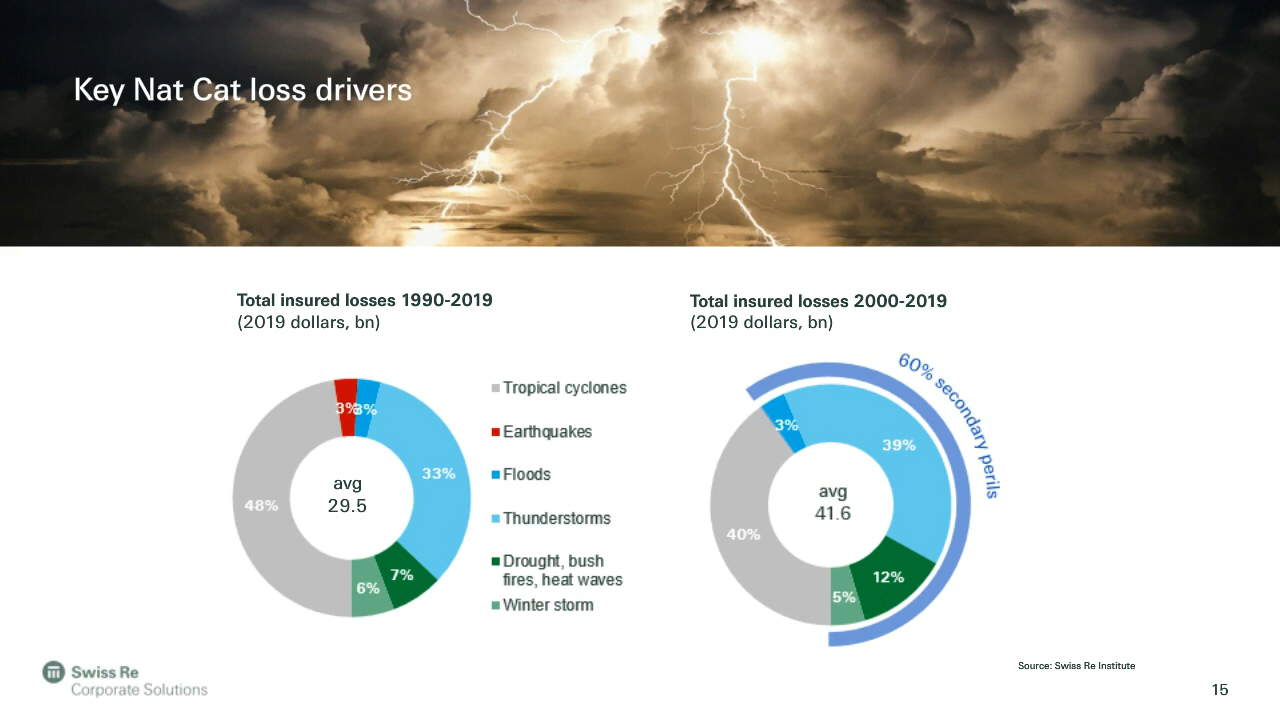 Key Nat Cat loss drivers
Total insured losses 1990-2019
(2019 dollars, bn)
3%
3%
33%
7%
6%
48%
avg
29.5
Tropical cyclones
Earthquakes
Floods
Thunderstorms
Drought, bush
fires, heat waves
Winter storm
Total insured losses 2000-2019
(2019 dollars, bn)
60% secondary perils
3%
39%
12%
5%
40%
avg
41.6
Source: Swiss Re Institute
Swiss Re
Corporate Solutions
15